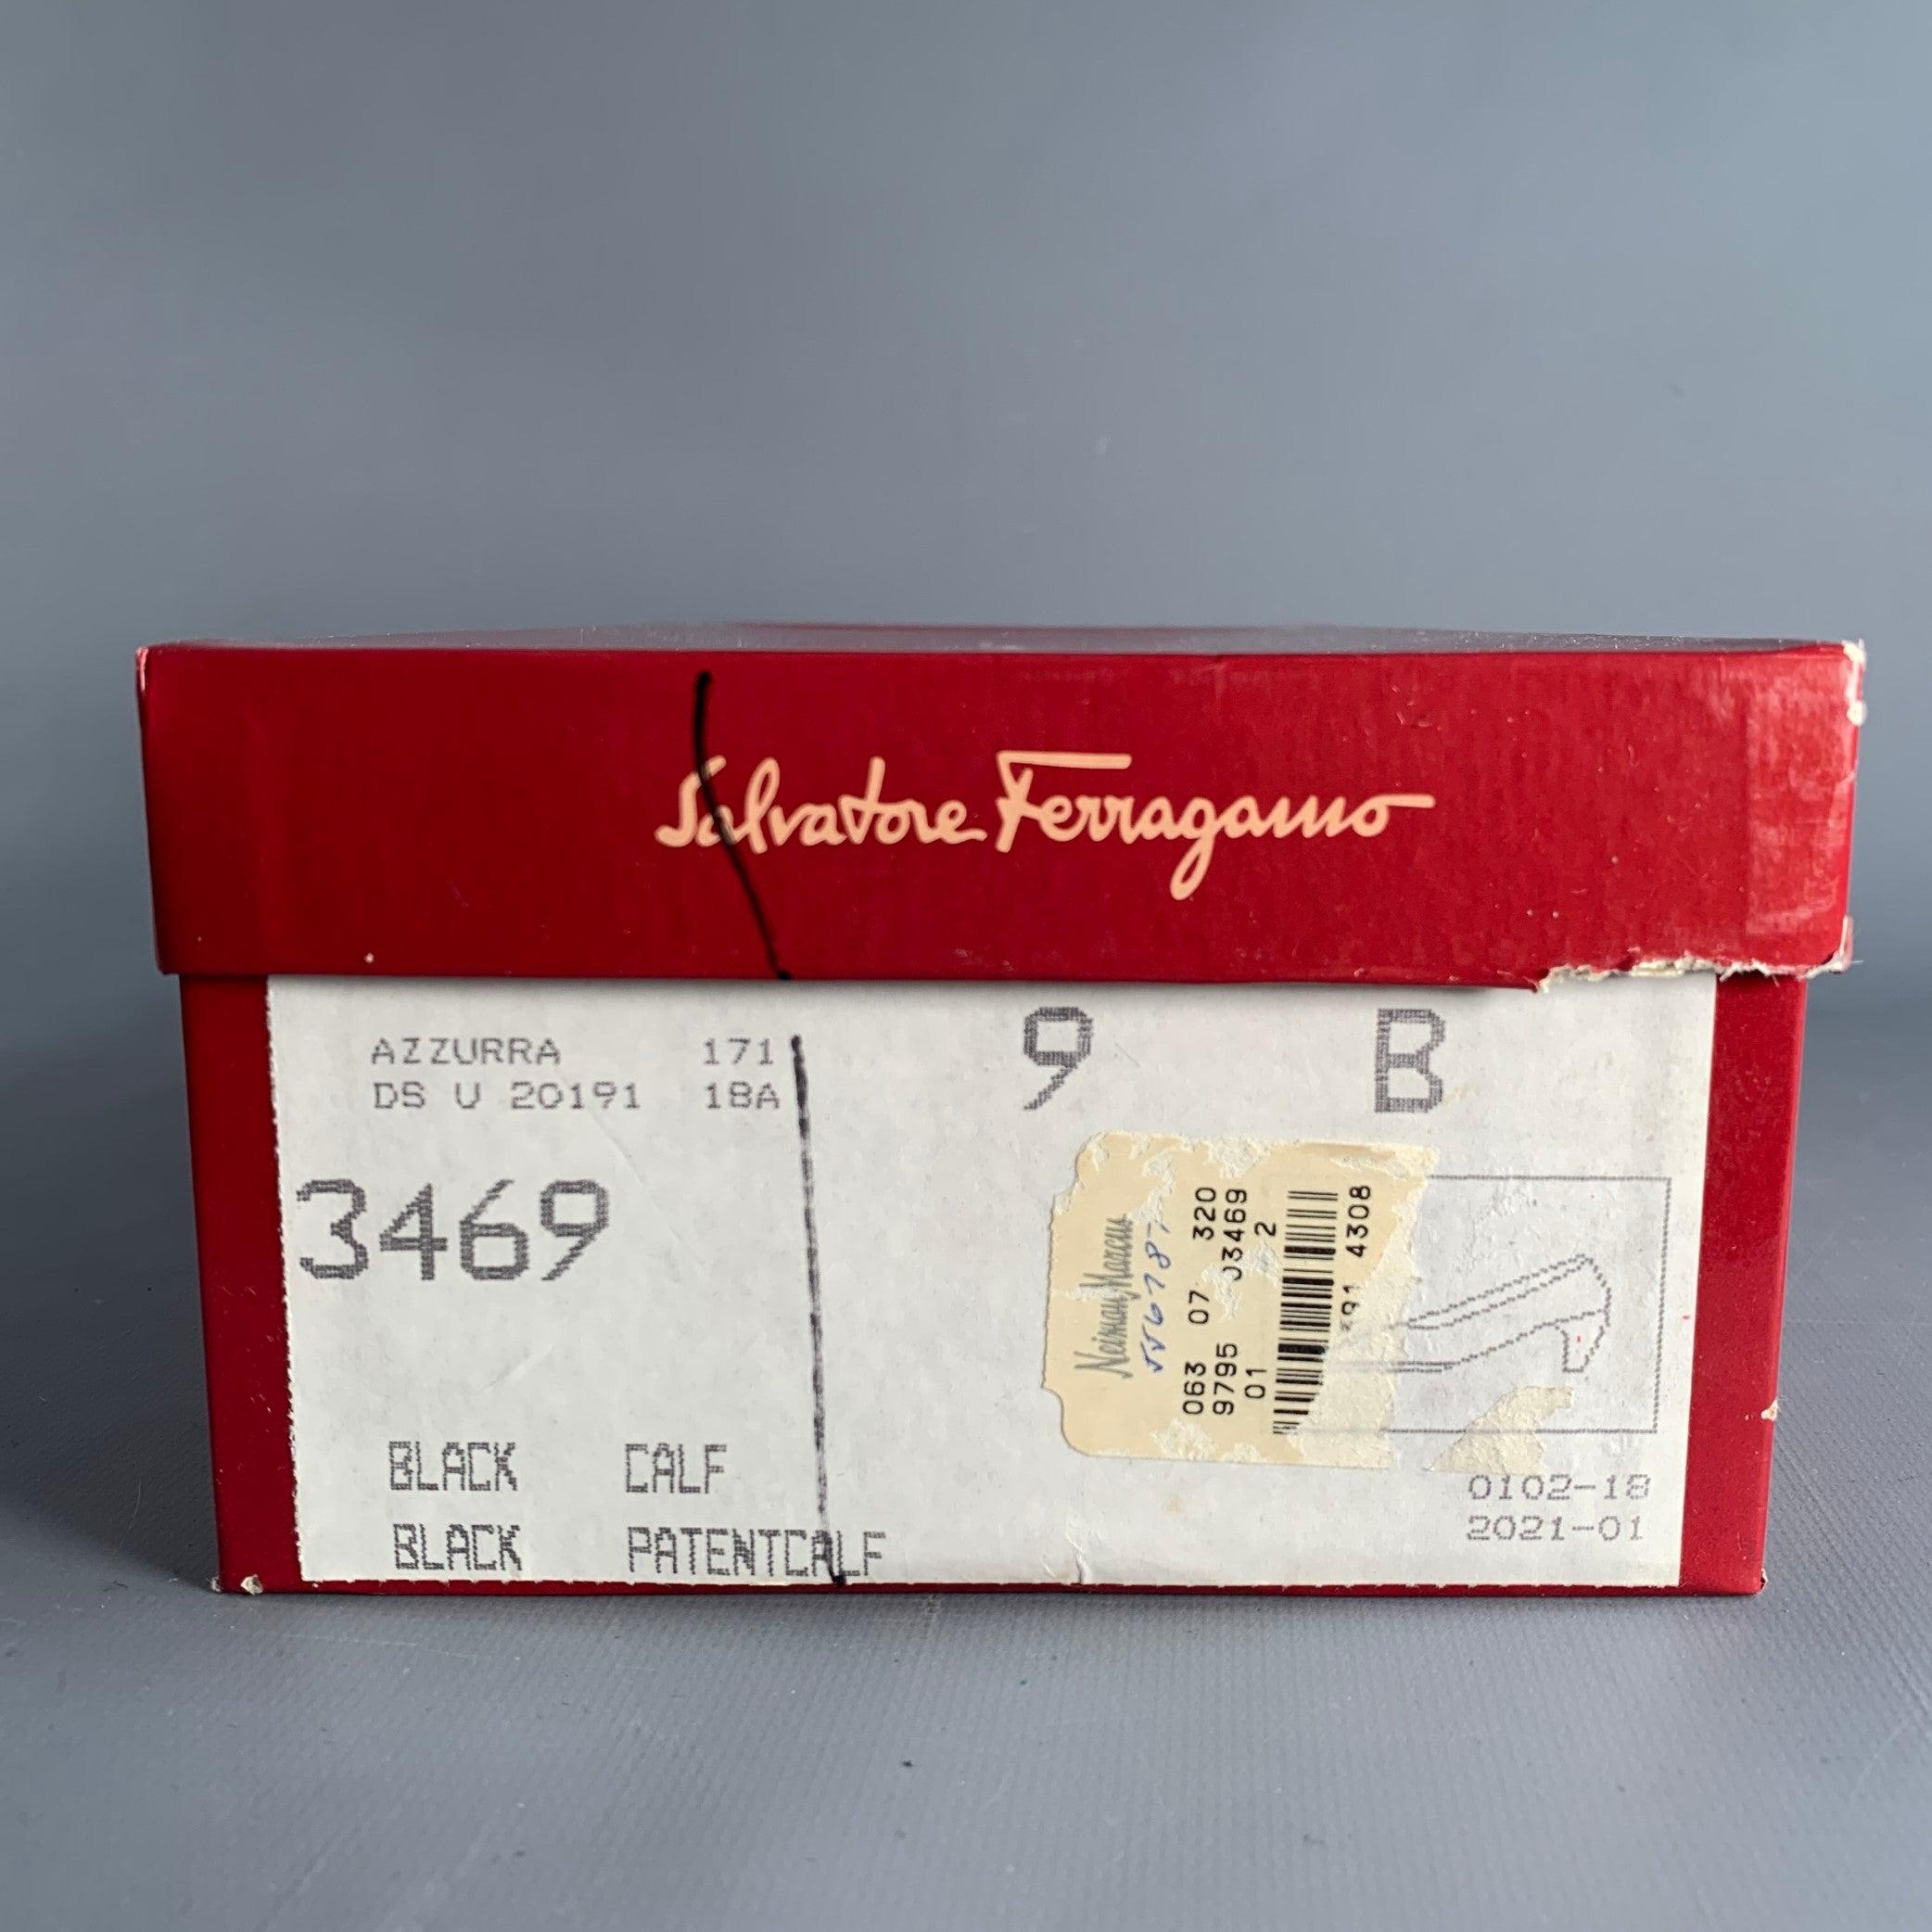 Salvatore Ferragamo
AZZURRA 171
DS U 20191 18A
9 B
3469
Neiman Marcus
063 07 320
9795 J3469
01 2
4308
BLACK CALF
BLACK PATENTCALF
0102-18
2021-01